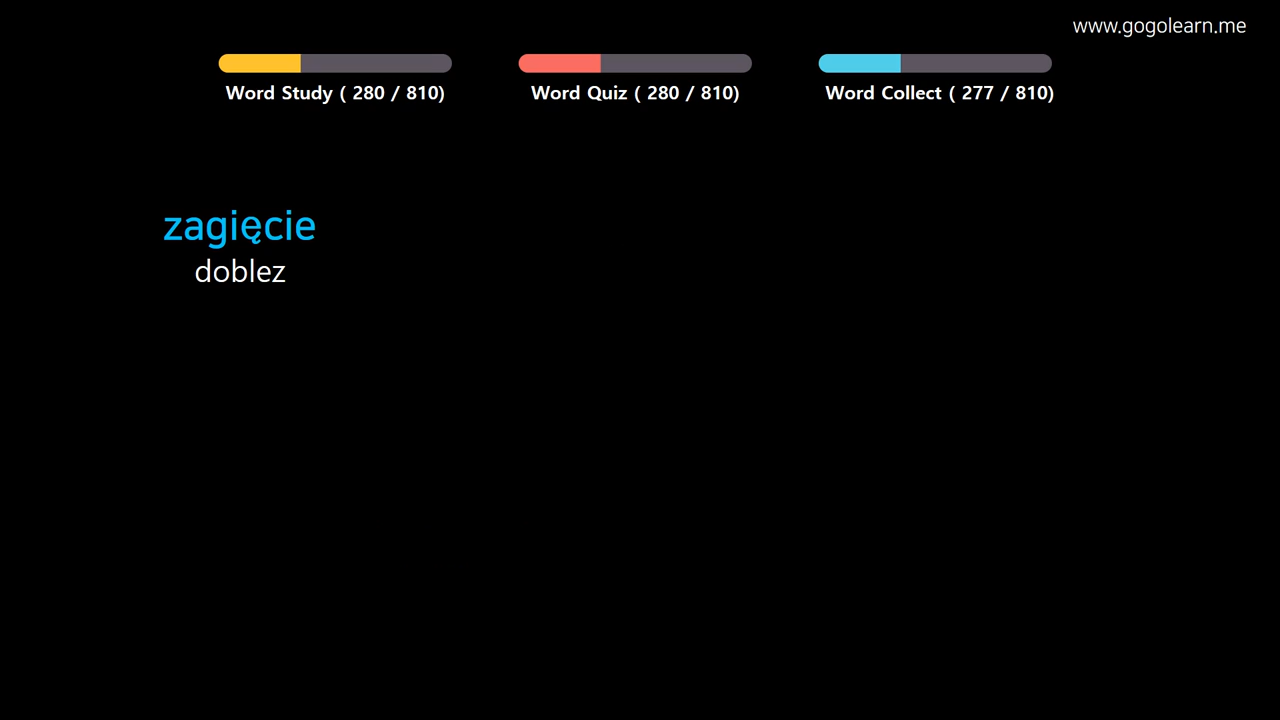 www.gogolearn.me
Word Study ( 280 / 810)
Word Quiz ( 280 / 810)
Word Collect ( 277 / 810)
zagięcie
doblez